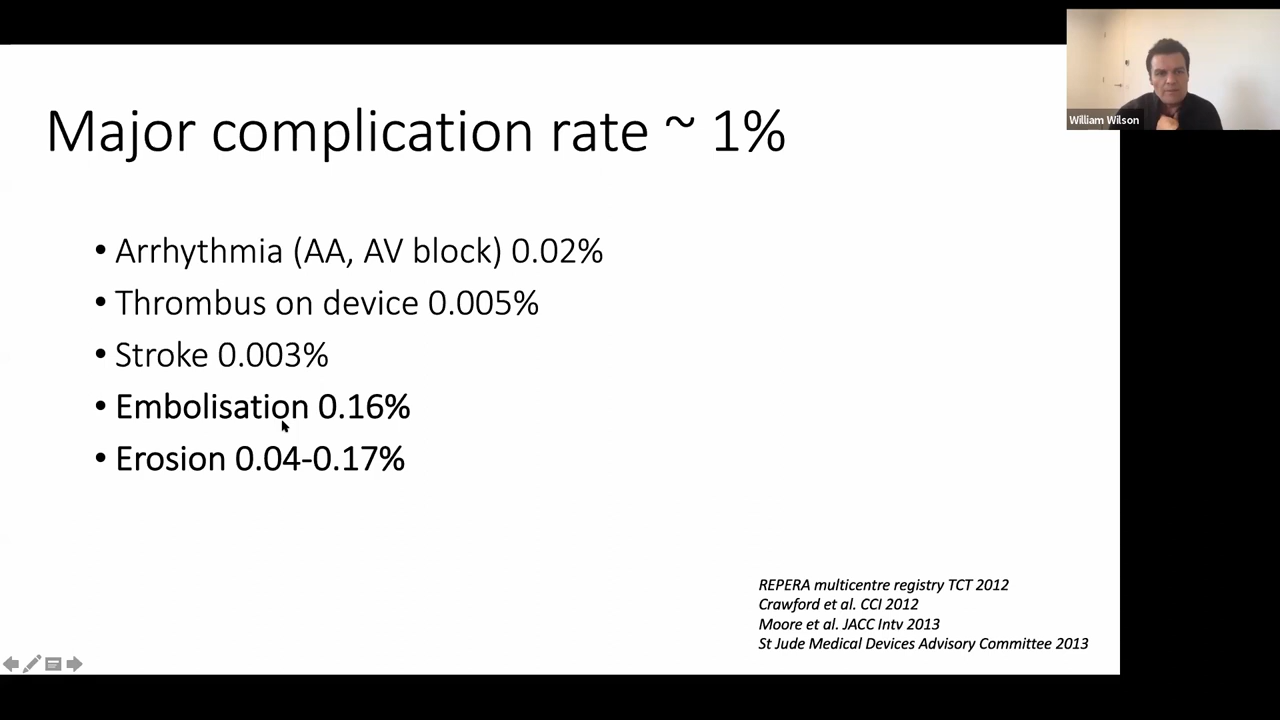 Major complication rate ~ 1%
William Wilson
• Arrhythmia (AA, AV block) 0.02%
• Thrombus on device 0.005%
• Stroke 0.003%
• Embolisation 0.16%
• Erosion 0.04-0.17%
REPERA multicentre registry TCT 2012
Crawford et al. CCI 2012
Moore et al. JACC Intv 2013
St Jude Medical Devices Advisory Committee 2013